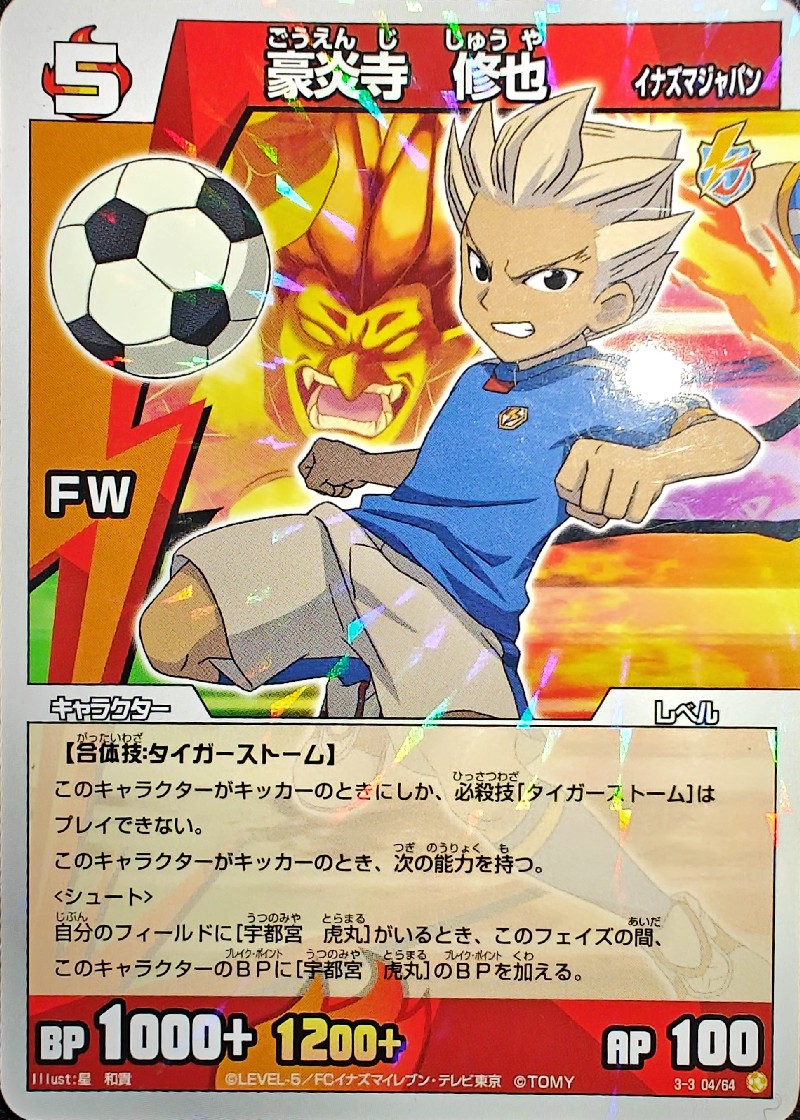 5
豪炎寺 修也
ごうえん じ しゅう や
イナズマジャパン
FW
キャラクター
レベル
がったいわざ
【合体技:タイガーストーム】
ひっさつわざ
このキャラクターがキッカーのときにしか、必殺技[タイガーストーム]は
プレイできない。
つぎ のうりょく も
このキャラクターがキッカーのとき、次の能力を持つ。
<シュート>
じぶん うつのみや とらまる あいだ
自分のフィールドに[宇都宮 虎丸]がいるとき、このフェイズの間、
ブレイク・ポイント うつのみや とらまる ブレイク・ポイント くわ
このキャラクターのBPに[宇都宮 虎丸]のBPを加える。
BP 1000+ 1200+ AP 100
Illust:星 和貴
©LEVEL-5/FCイナズマイレブン・テレビ東京 ©TOMY
3-3 04/64